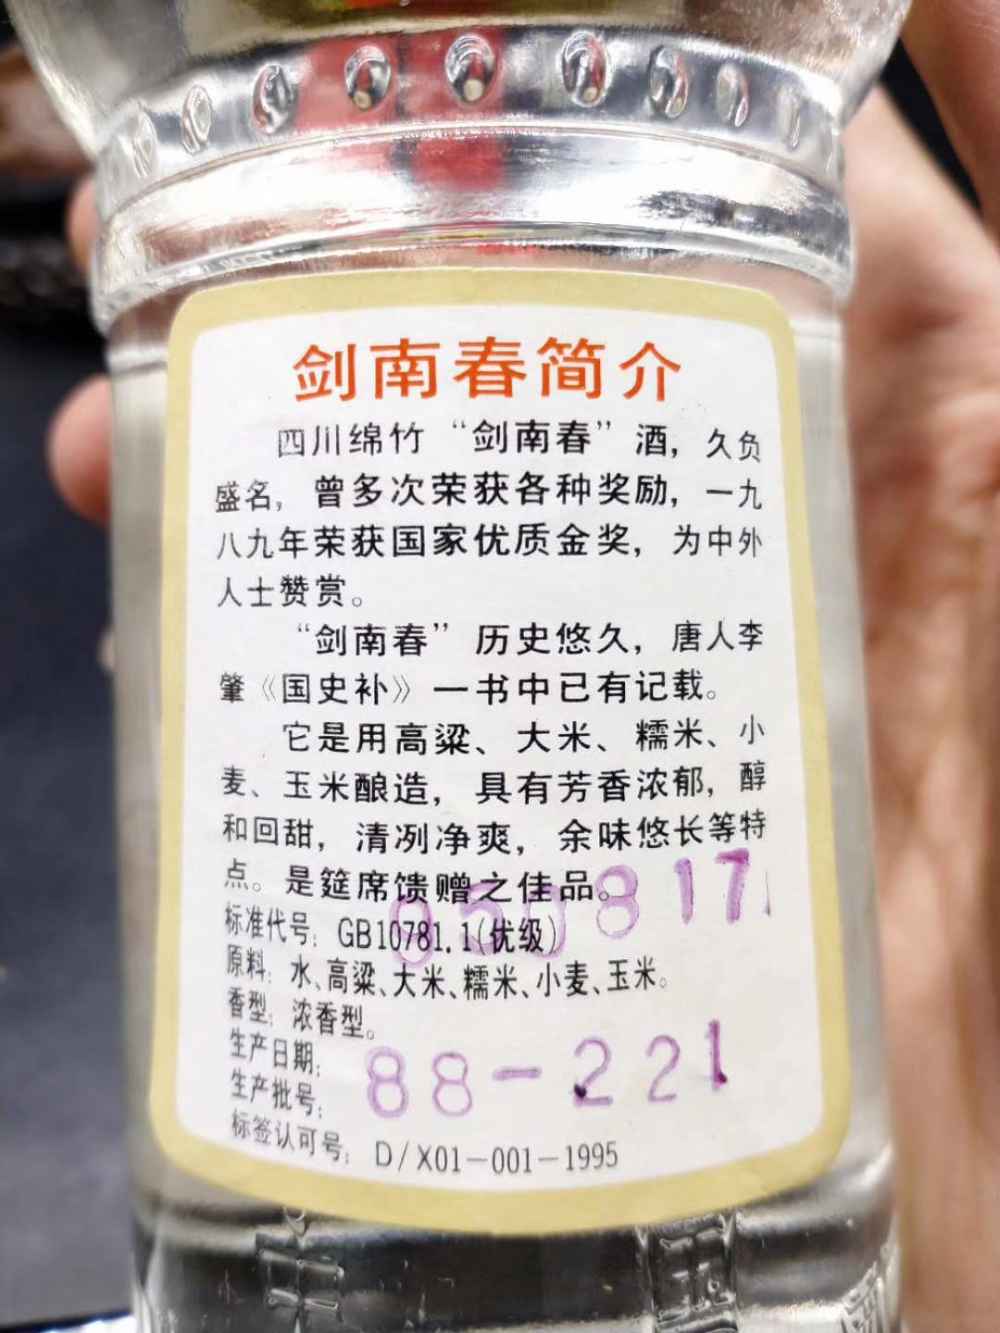 剑南春简介
四川绵竹“剑南春”酒，久负
盛名，曾多次荣获各种奖励，一九
八九年荣获国家优质金奖，为中外
人士赞赏。
“剑南春”历史悠久，唐人李
肇《国史补》一书中已有记载。
它是用高粱、大米、糯米、小
麦、玉米酿造，具有芳香浓郁，醇
和回甜，清冽净爽，余味悠长等特
点。是筵席馈赠之佳品。
950817
标准代号：GB10781.1(优级)
原料：水、高粱、大米、糯米、小麦、玉米。
香型：浓香型。
生产日期：
88-221
生产批号：
标签认可号：D/X01-001-1995